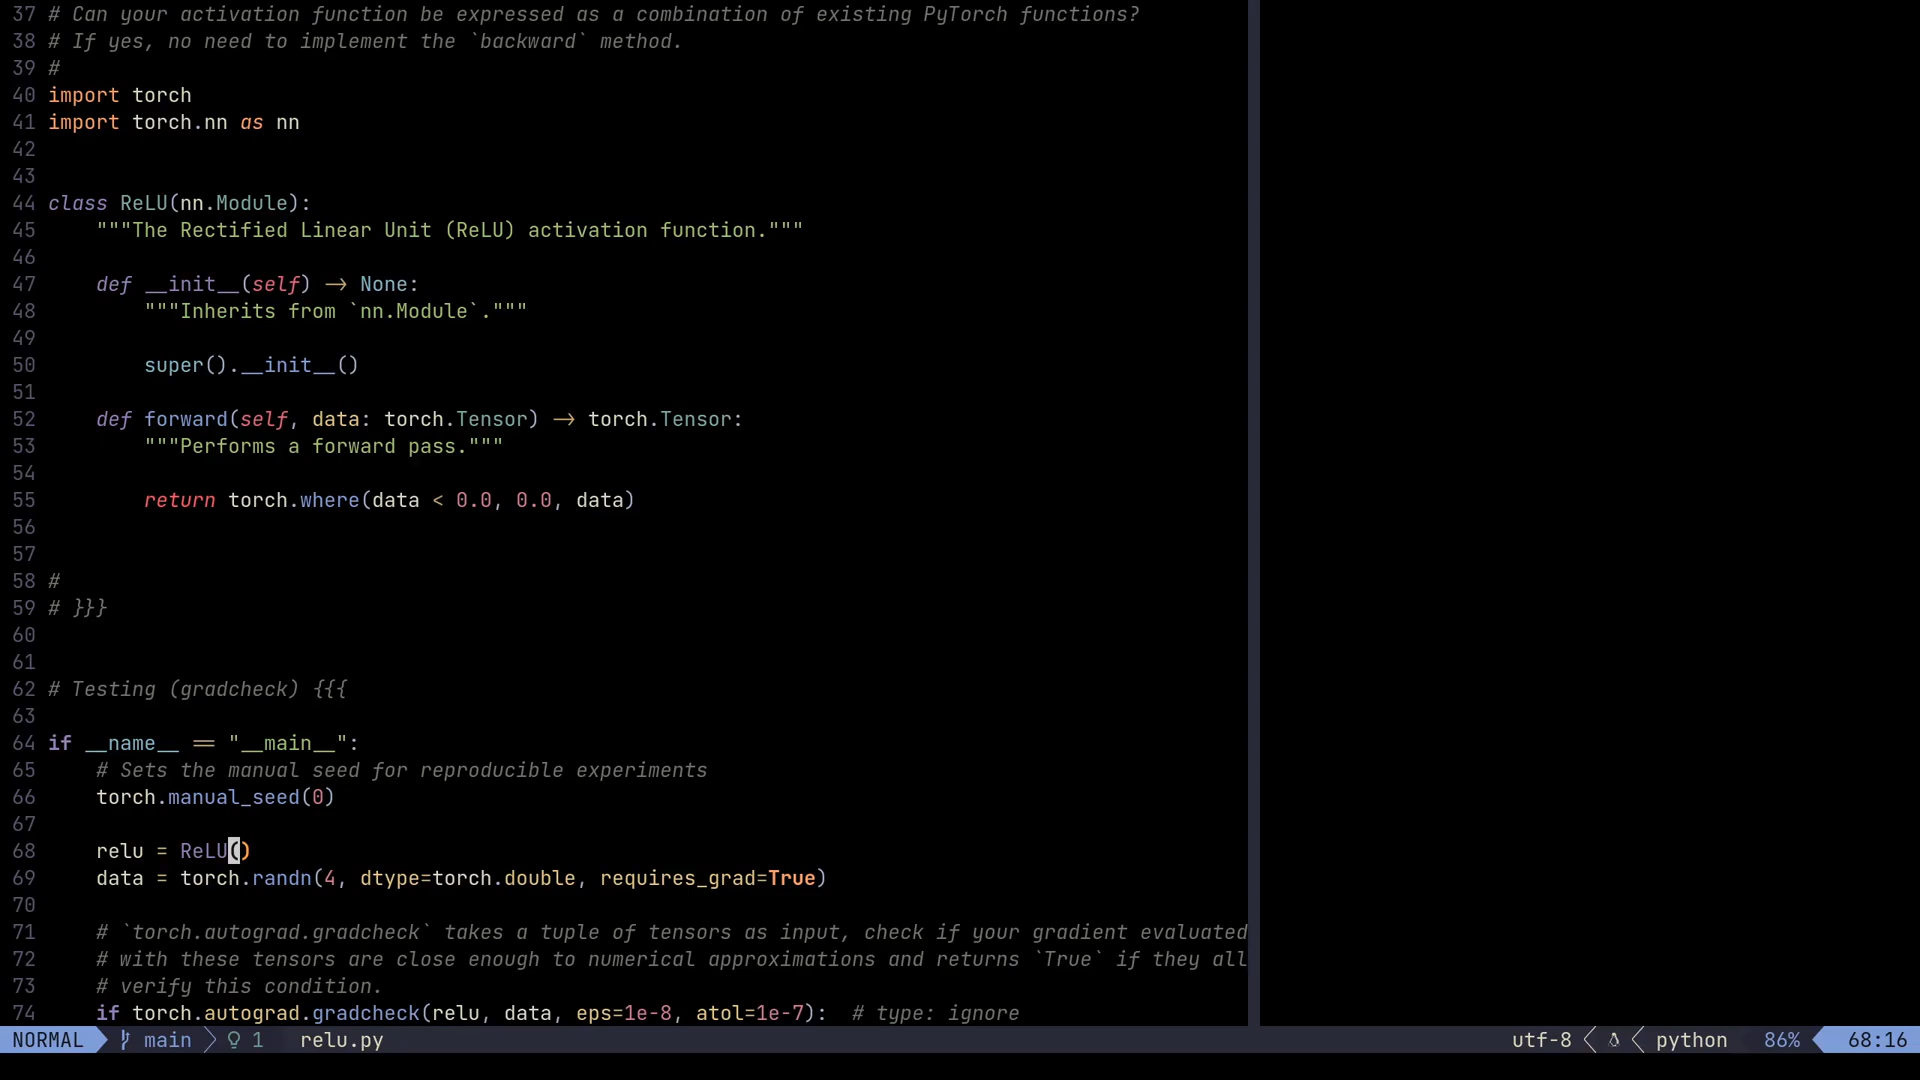 37 # Can your activation function be expressed as a combination of existing PyTorch functions?
38 # If yes, no need to implement the `backward` method.
39 #
40 import torch
41 import torch.nn as nn
42
43
44 class ReLU(nn.Module):
45     """The Rectified Linear Unit (ReLU) activation function."""
46
47     def __init__(self) -> None:
48         """Inherits from `nn.Module`."""
49
50         super().__init__()
51
52     def forward(self, data: torch.Tensor) -> torch.Tensor:
53         """Performs a forward pass."""
54
55         return torch.where(data < 0.0, 0.0, data)
56
57
58 #
59 # }}}
60
61
62 # Testing (gradcheck) {{{
63
64 if __name__ == "__main__":
65     # Sets the manual seed for reproducible experiments
66     torch.manual_seed(0)
67
68     relu = ReLU()
69     data = torch.randn(4, dtype=torch.double, requires_grad=True)
70
71     # `torch.autograd.gradcheck` takes a tuple of tensors as input, check if your gradient evaluated
72     # with these tensors are close enough to numerical approximations and returns `True` if they all
73     # verify this condition.
74     if torch.autograd.gradcheck(relu, data, eps=1e-8, atol=1e-7):  # type: ignore
NORMAL main 1 relu.py utf-8 python 86% 68:16